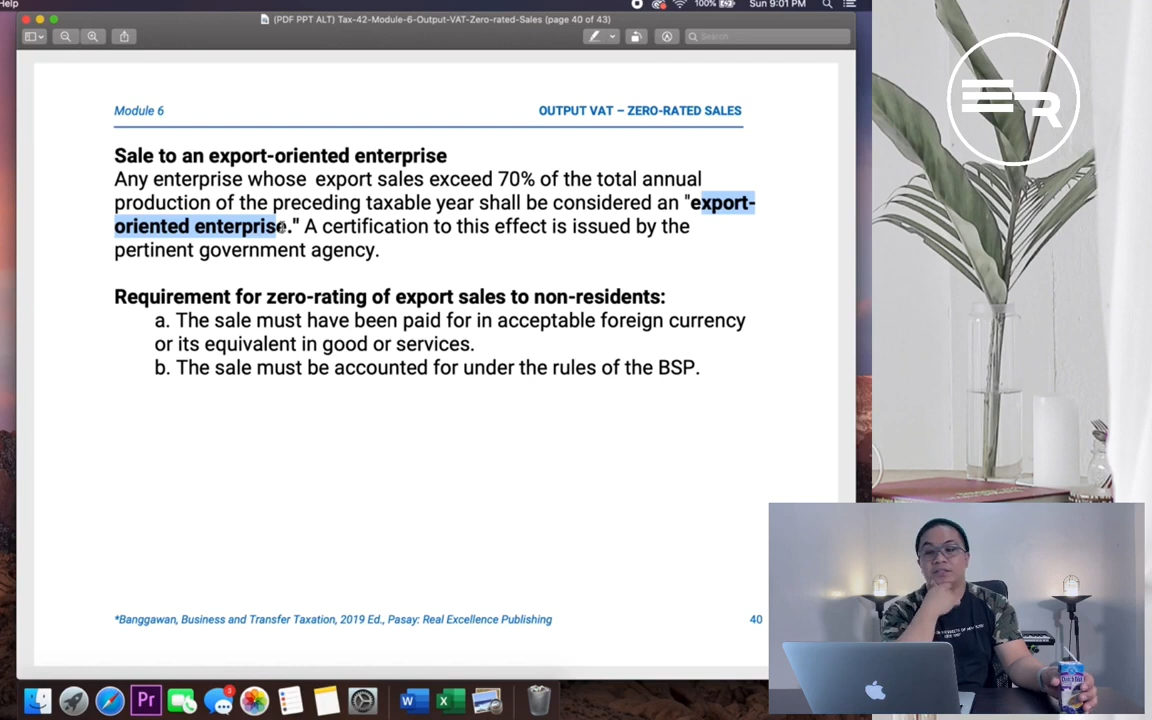 Help
100%
Sun 9:01 PM
(PDF PPT ALT) Tax-42-Module-6-Output-VAT-Zero-rated-Sales (page 40 of 43)
Search
ER
Module 6
OUTPUT VAT – ZERO-RATED SALES
Sale to an export-oriented enterprise
Any enterprise whose export sales exceed 70% of the total annual
production of the preceding taxable year shall be considered an "export-
oriented enterprise." A certification to this effect is issued by the
pertinent government agency.
Requirement for zero-rating of export sales to non-residents:
a. The sale must have been paid for in acceptable foreign currency
or its equivalent in good or services.
b. The sale must be accounted for under the rules of the BSP.
*Banggawan, Business and Transfer Taxation, 2019 Ed., Pasay: Real Excellence Publishing
40
Pr
3
W
X